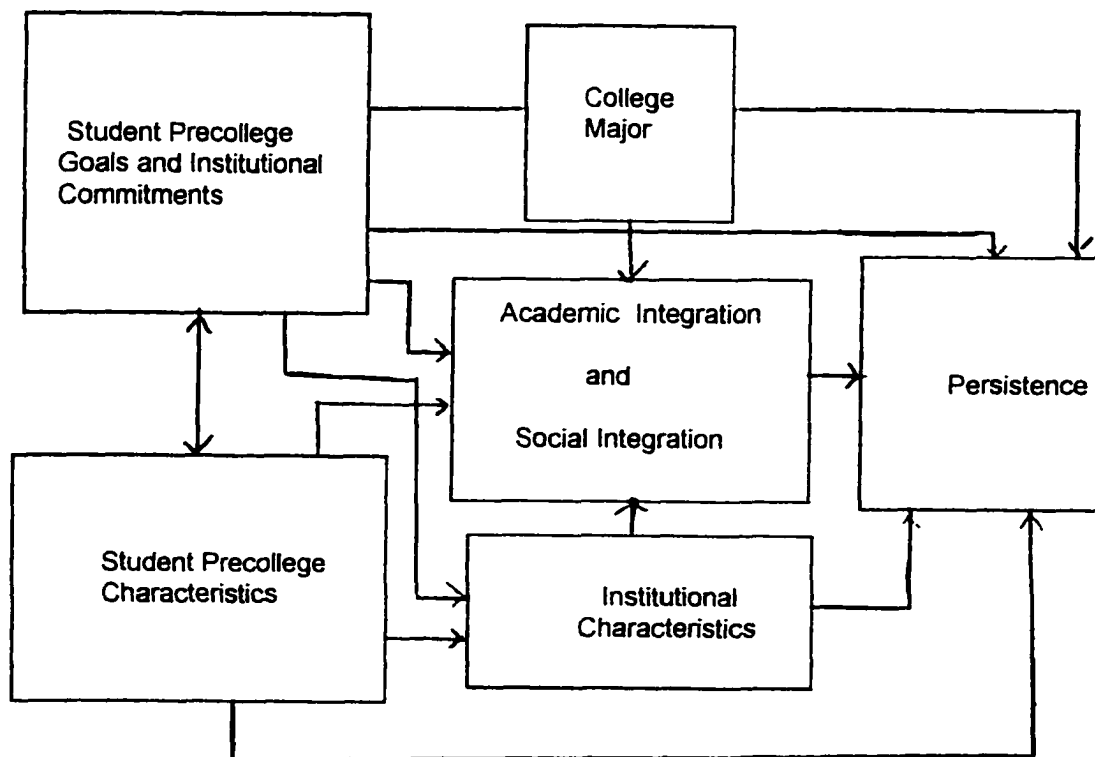 Student Precollege
Goals and Institutional
Commitments
College
Major
Academic Integration
and
Social Integration
Persistence
Student Precollege
Characteristics
Institutional
Characteristics